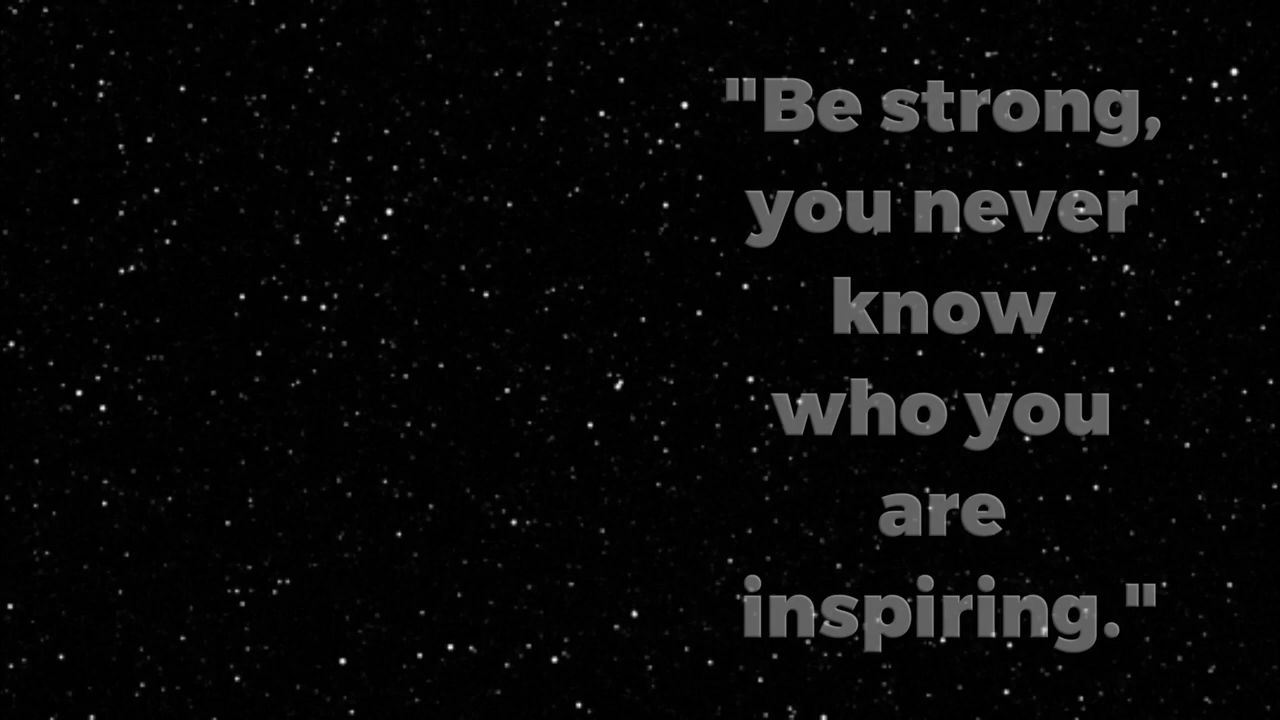 "Be strong,
you never
know
who you
are
inspiring."